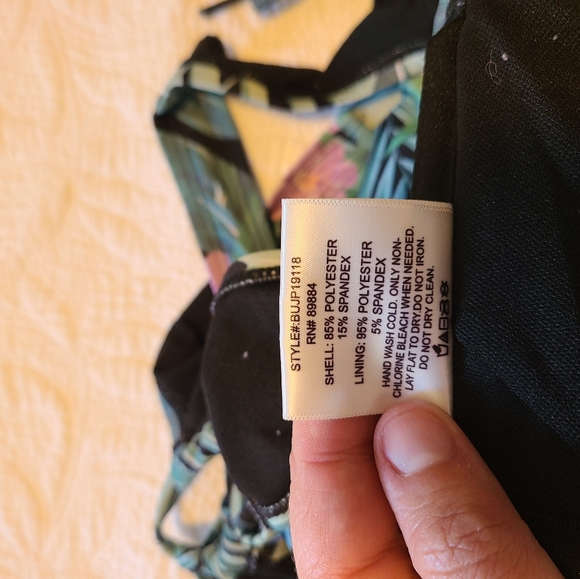 STYLE#:BUJP19118
RN# 89884
SHELL: 85% POLYESTER
15% SPANDEX
LINING: 95% POLYESTER
5% SPANDEX
HAND WASH COLD. ONLY NON-
CHLORINE BLEACH WHEN NEEDED.
LAY FLAT TO DRY.DO NOT IRON.
DO NOT DRY CLEAN.